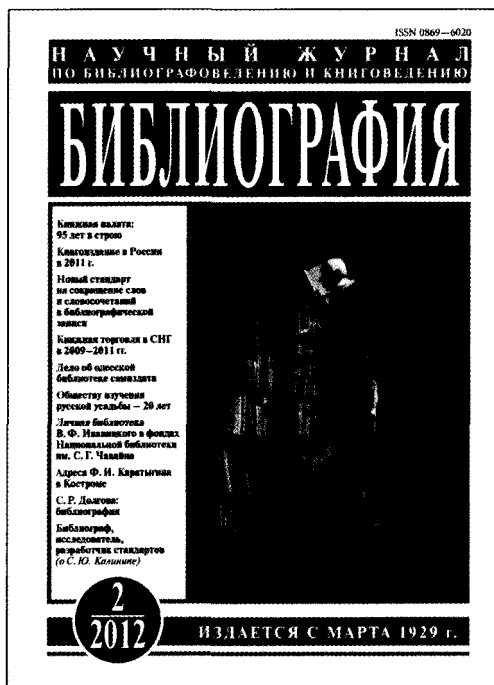 ISSN 0869—6020
НАУЧНЫЙ ЖУРНАЛ
ПО БИБЛИОГРАФОВЕДЕНИЮ И КНИГОВЕДЕНИЮ
БИБЛИОГРАФИЯ
Книжная палата:
95 лет в строю
Книгоиздание в России
в 2011 г.
Новый стандарт
на сокращение слов
и словосочетаний
в библиографической
записи
Книжная торговля в СНГ
в 2009—2011 гг.
Дело об одесской
библиотеке самиздата
Обществу изучения
русской усадьбы — 20 лет
Личная библиотека
В. Ф. Иваницкого в фондах
Национальной библиотеки
им. С. Г. Чавайна
Адреса Ф. И. Каратыгина
в Костроме
С. Р. Долгова:
библиография
Библиограф,
исследователь,
разработчик стандартов
(о С. Ю. Калинине)
2
2012
ИЗДАЕТСЯ С МАРТА 1929 г.